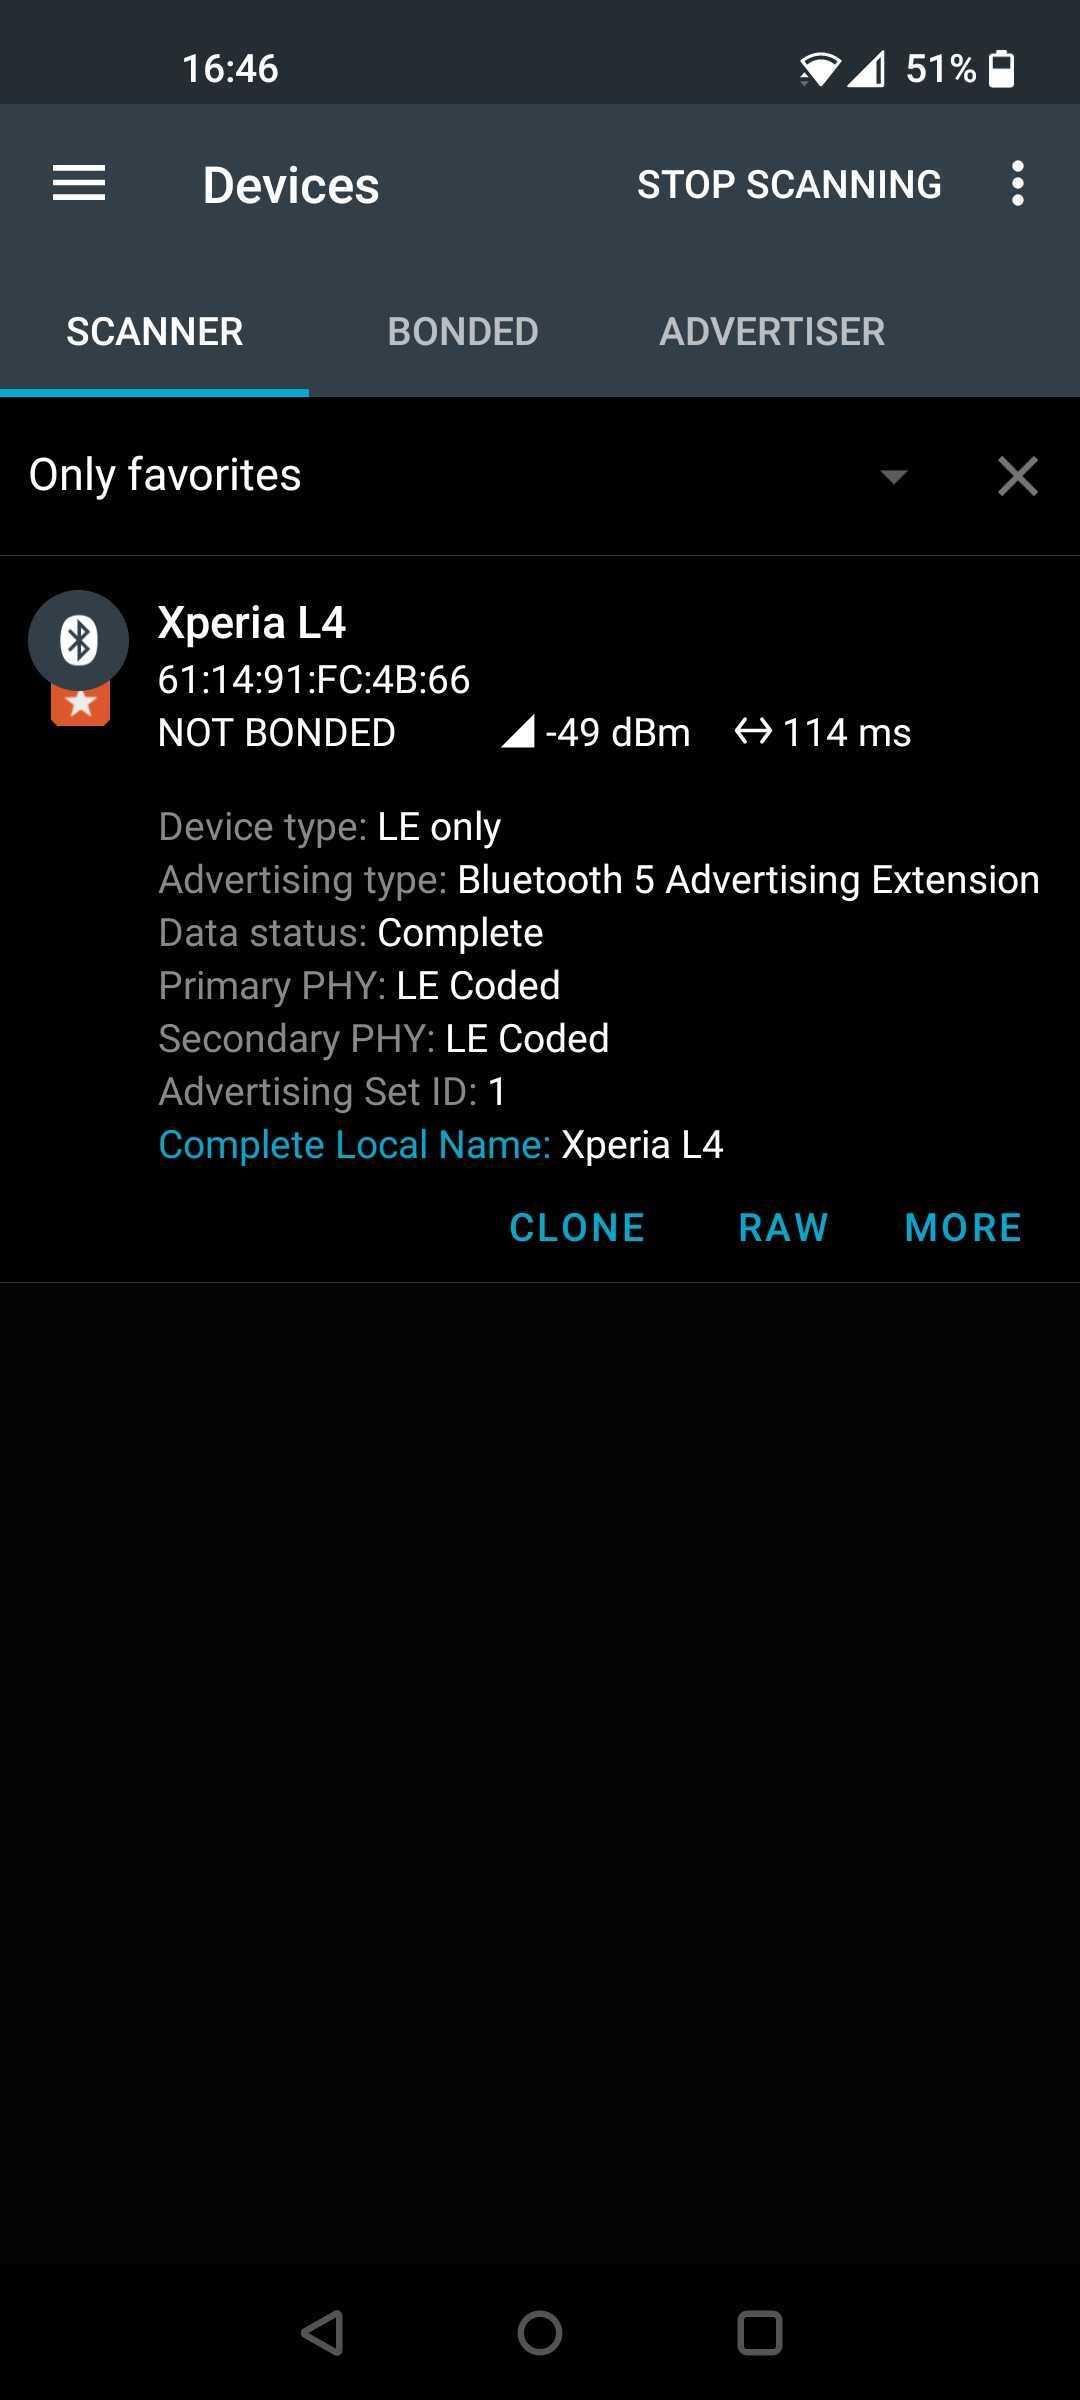 16:46
51%
Devices
STOP SCANNING
SCANNER
BONDED
ADVERTISER
Only favorites
Xperia L4
61:14:91:FC:4B:66
NOT BONDED
-49 dBm
114 ms
Device type: LE only
Advertising type: Bluetooth 5 Advertising Extension
Data status: Complete
Primary PHY: LE Coded
Secondary PHY: LE Coded
Advertising Set ID: 1
Complete Local Name: Xperia L4
CLONE
RAW
MORE